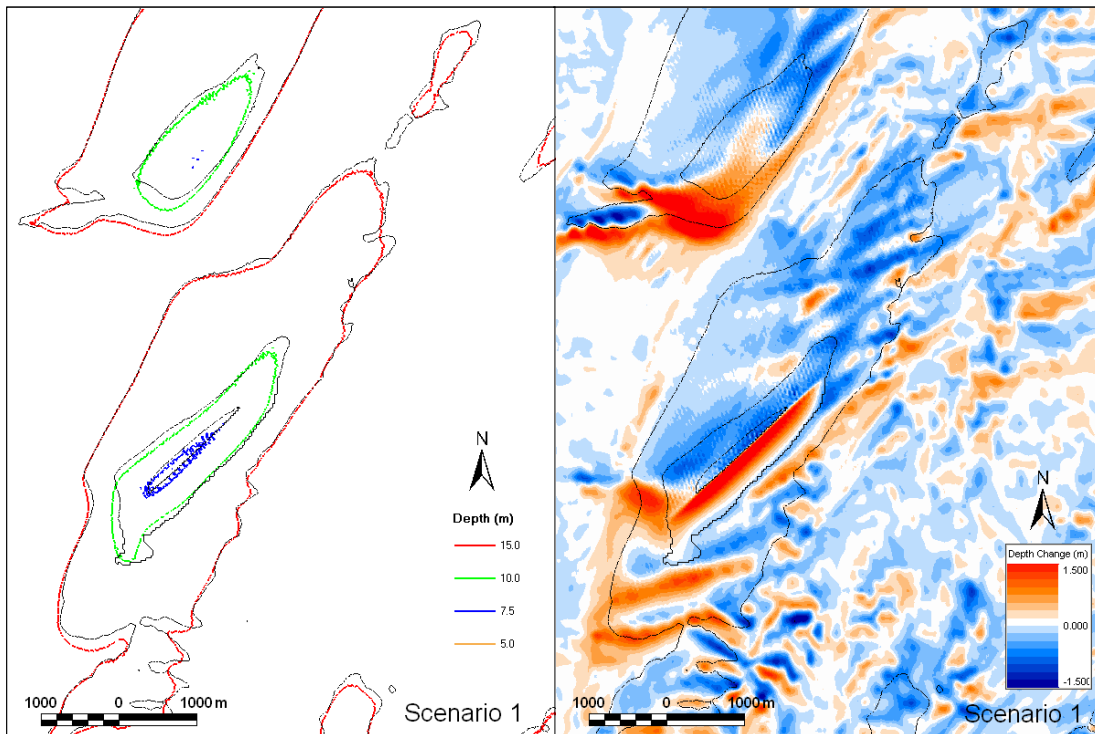 N
Depth (m)
15.0
10.0
7.5
5.0
1000 0 1000 m
Scenario 1
N
Depth Change (m)
1.500
0.000
-1.500
1000 0 1000 m
Scenario 1